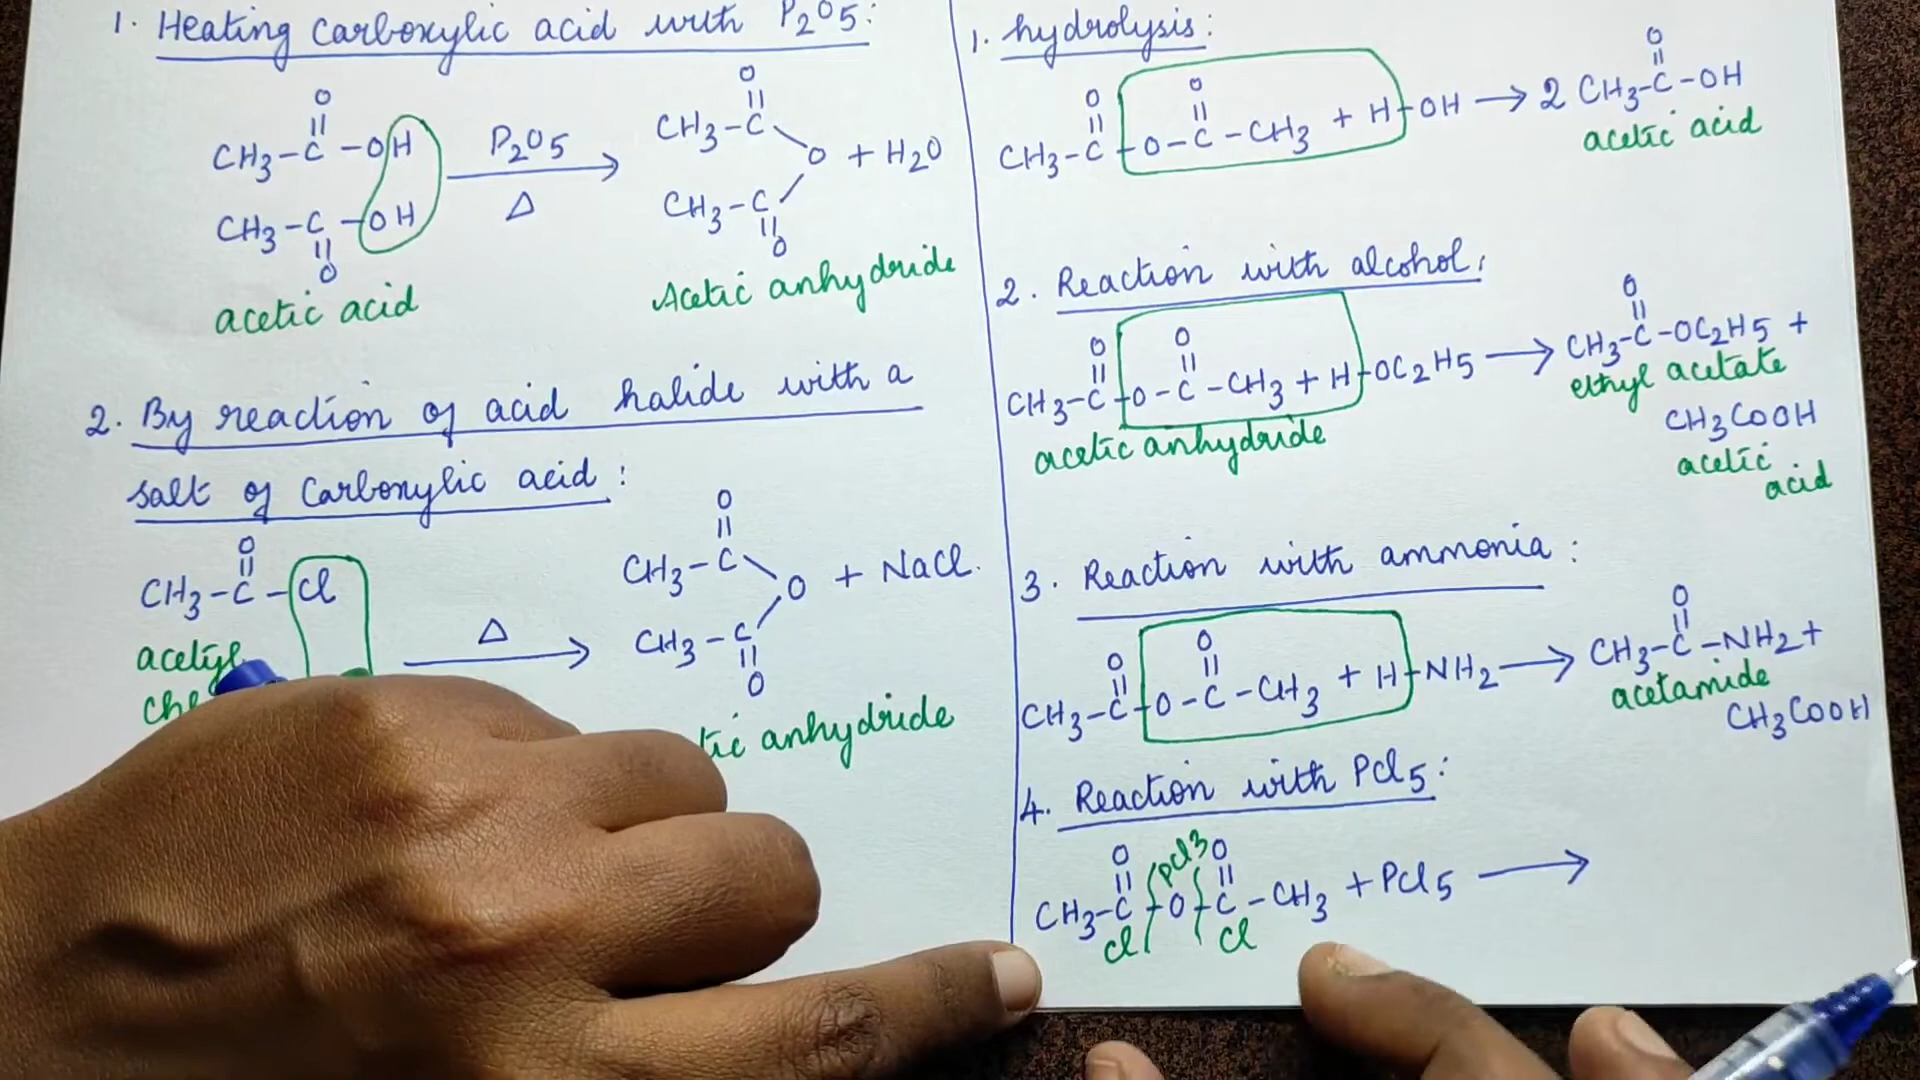 1. Heating carboxylic acid with P2O5:
O
||
CH3-C-OH
P2O5
Δ
CH3-C-OH
||
O
acetic acid
O
||
CH3-C
O + H2O
CH3-C
||
O
Acetic anhydride
2. By reaction of acid halide with a
salt of Carboxylic acid:
O
||
CH3-C-Cl
acetyl
Δ
O
||
CH3-C
O + NaCl.
CH3-C
||
O
tic anhydride
1. hydrolysis:
O O O
|| || ||
CH3-C-O-C-CH3 + H-OH → 2 CH3-C-OH
acetic acid
2. Reaction with alcohol:
O O O
|| || ||
CH3-C-O-C-CH3 + H-OC2H5 → CH3-C-OC2H5 +
acetic anhydride
ethyl acetate
CH3COOH
acetic
acid
3. Reaction with ammonia:
O O O
|| || ||
CH3-C-O-C-CH3 + H-NH2 → CH3-C-NH2 +
acetamide
CH3COOH
4. Reaction with PCl5:
O PCl3 O
|| ||
CH3-C-O-C-CH3 + PCl5 →
Cl Cl